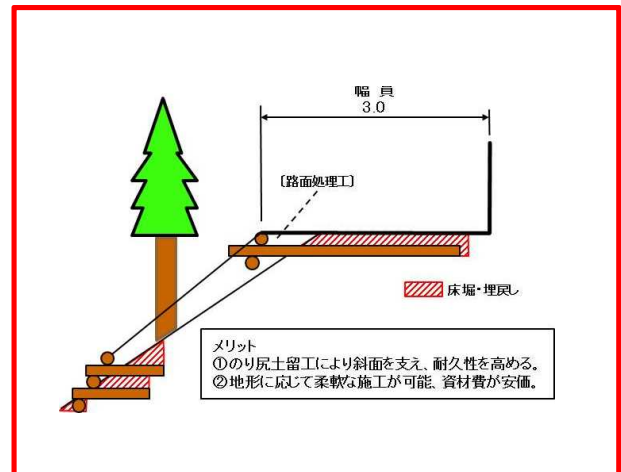 幅 員
3.0
〔路面処理工〕
床堀・埋戻し
メリット
①のり尻土留工により斜面を支え、耐久性を高める。
②地形に応じて柔軟な施工が可能、資材費が安価。